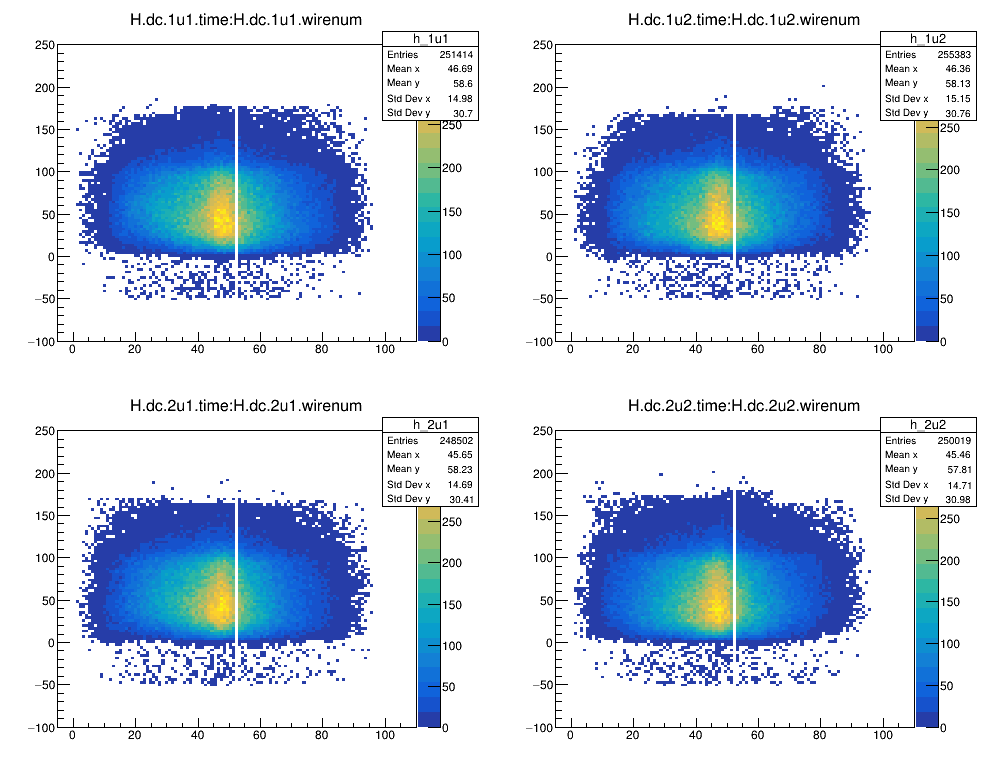 H.dc.1u1.time:H.dc.1u1.wirenum
h_1u1
Entries 251414
Mean x 46.69
Mean y 58.6
Std Dev x 14.98
Std Dev y 30.7
250
200
150
100
50
0
−50
−100
0 20 40 60 80 100
250
200
150
100
50
0
H.dc.1u2.time:H.dc.1u2.wirenum
h_1u2
Entries 255383
Mean x 46.36
Mean y 58.13
Std Dev x 15.15
Std Dev y 30.76
250
200
150
100
50
0
−50
−100
0 20 40 60 80 100
250
200
150
100
50
0
H.dc.2u1.time:H.dc.2u1.wirenum
h_2u1
Entries 248502
Mean x 45.65
Mean y 58.23
Std Dev x 14.69
Std Dev y 30.41
250
200
150
100
50
0
−50
−100
0 20 40 60 80 100
250
200
150
100
50
0
H.dc.2u2.time:H.dc.2u2.wirenum
h_2u2
Entries 250019
Mean x 45.46
Mean y 57.81
Std Dev x 14.71
Std Dev y 30.98
250
200
150
100
50
0
−50
−100
0 20 40 60 80 100
250
200
150
100
50
0